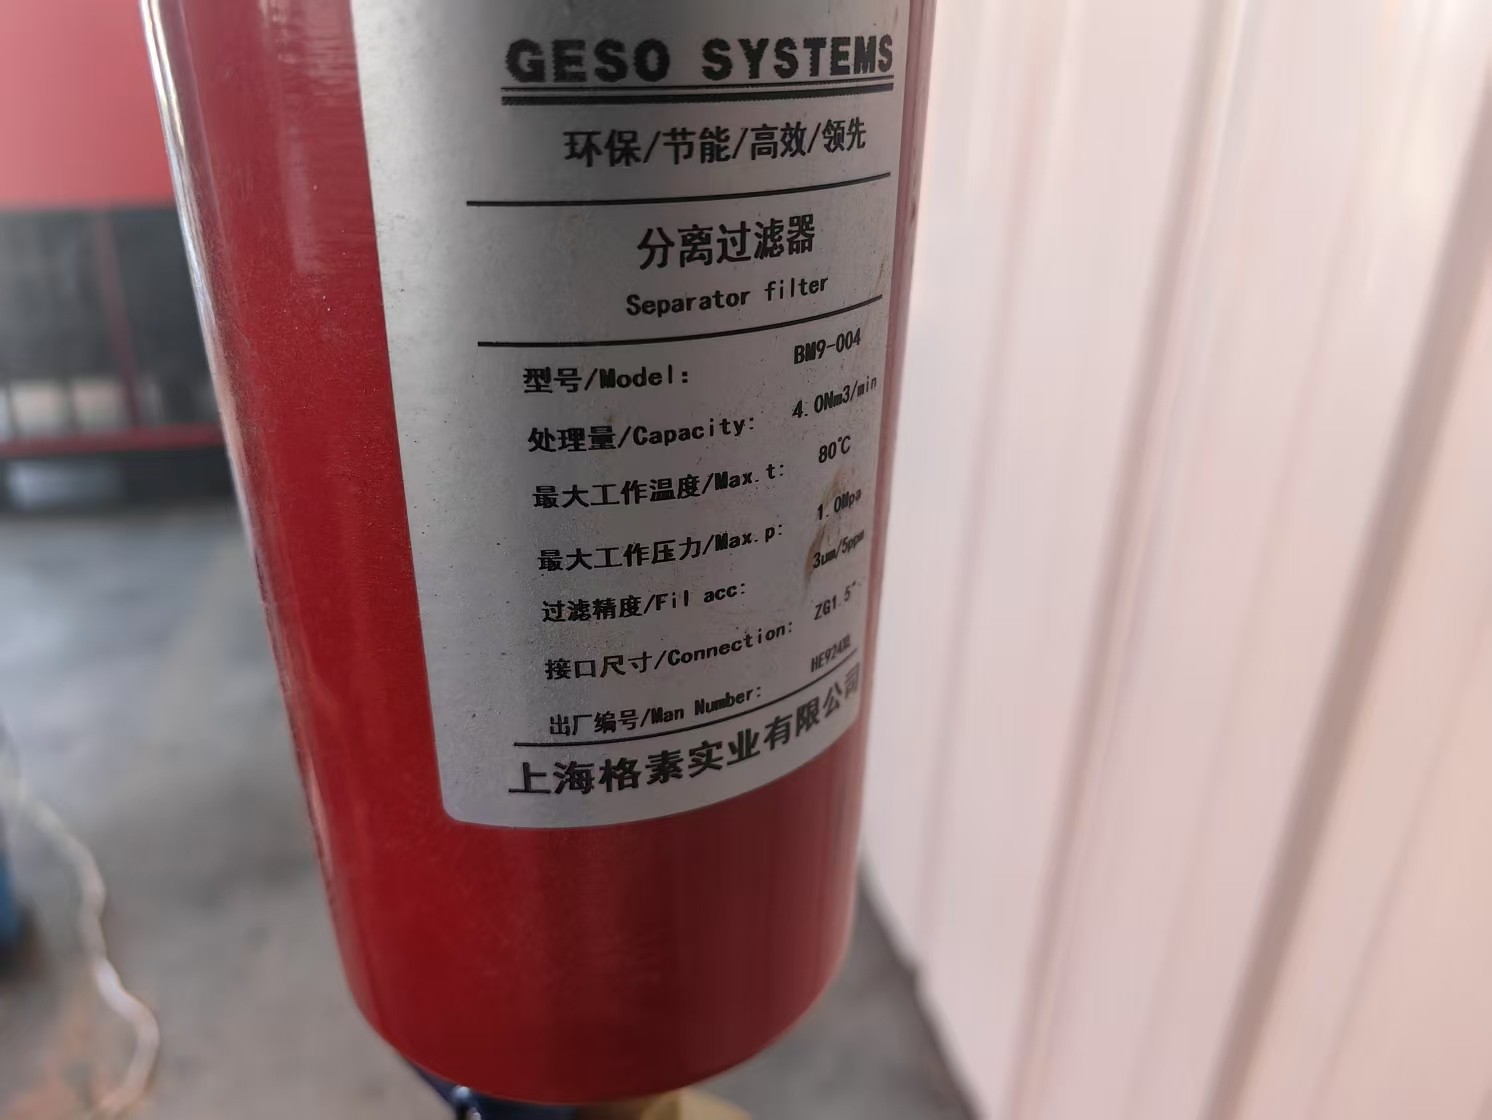 GESO SYSTEMS
环保/节能/高效/领先
分离过滤器
Separator filter
型号/Model: BM9-004
处理量/Capacity: 4.0Nm3/min
最大工作温度/Max.t: 80℃
最大工作压力/Max.p: 1.0Mpa
过滤精度/Fil acc: 3um/5ppm
接口尺寸/Connection: ZG1.5"
出厂编号/Man Number:
上海格素实业有限公司